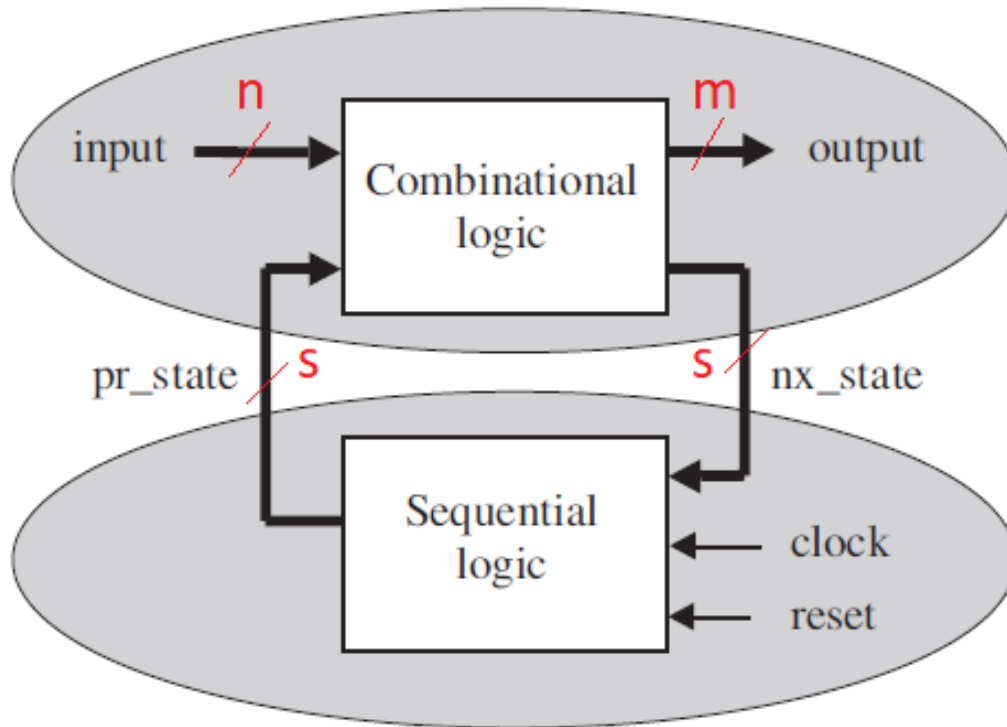 n
m
input
output
Combinational
logic
pr_state
s
s
nx_state
Sequential
logic
clock
reset